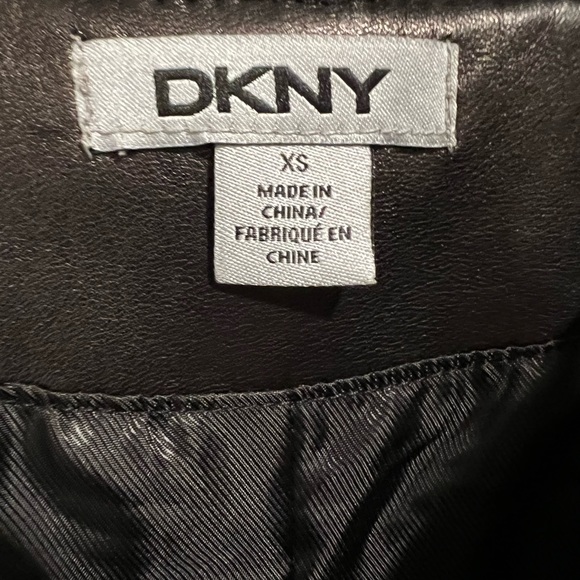 DKNY
XS
MADE IN
CHINA/
FABRIQUÉ EN
CHINE